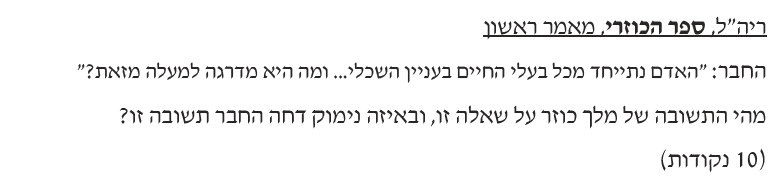 ריה"ל, ספר הכוזרי, מאמר ראשון
החבר: "האדם נתייחד מכל בעלי החיים בעניין השכלי... ומה היא מדרגה למעלה מזאת?"
מהי התשובה של מלך כוזר על שאלה זו, ובאיזה נימוק דחה החבר תשובה זו?
(10 נקודות)